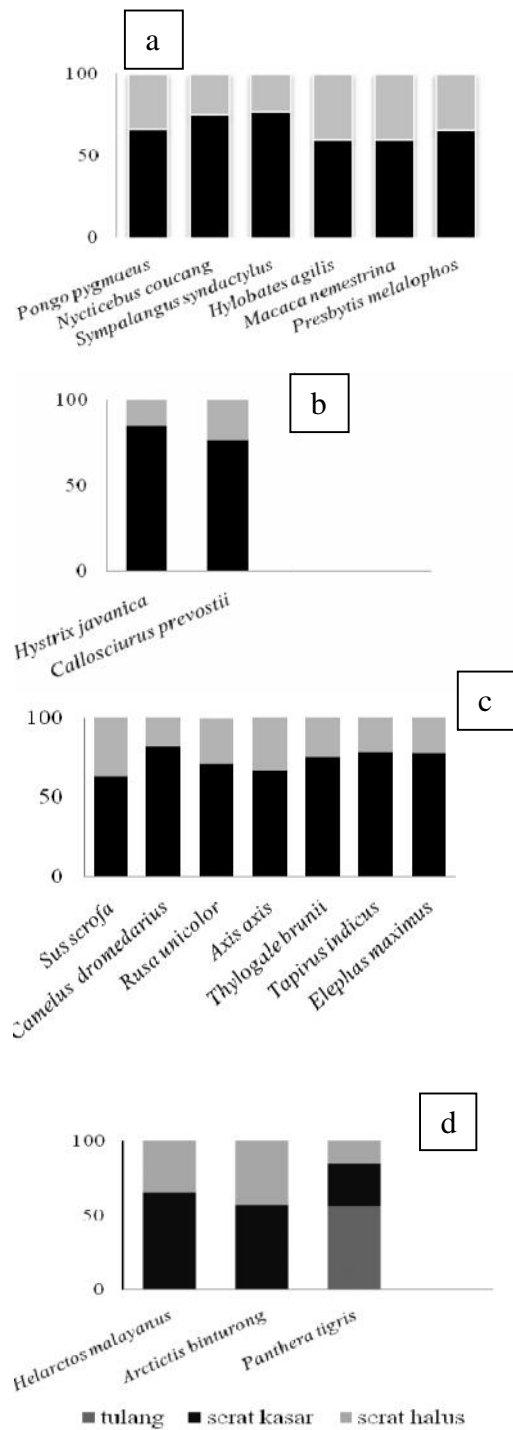 a
100
50
0
Pongo pygmaeus
Nycticebus coucang
Sympalangus syndactylus
Hylobates agilis
Macaca nemestrina
Presbytis melalophos
b
100
50
0
Hystrix javanica
Callosciurus prevostii
c
100
50
0
Sus scrofa
Camelus dromedarius
Rusa unicolor
Axis axis
Thylogale brunii
Tapirus indicus
Elephas maximus
d
100
50
0
Helarctos malayanus
Arctictis binturong
Panthera tigris
tulang serat kasar serat halus